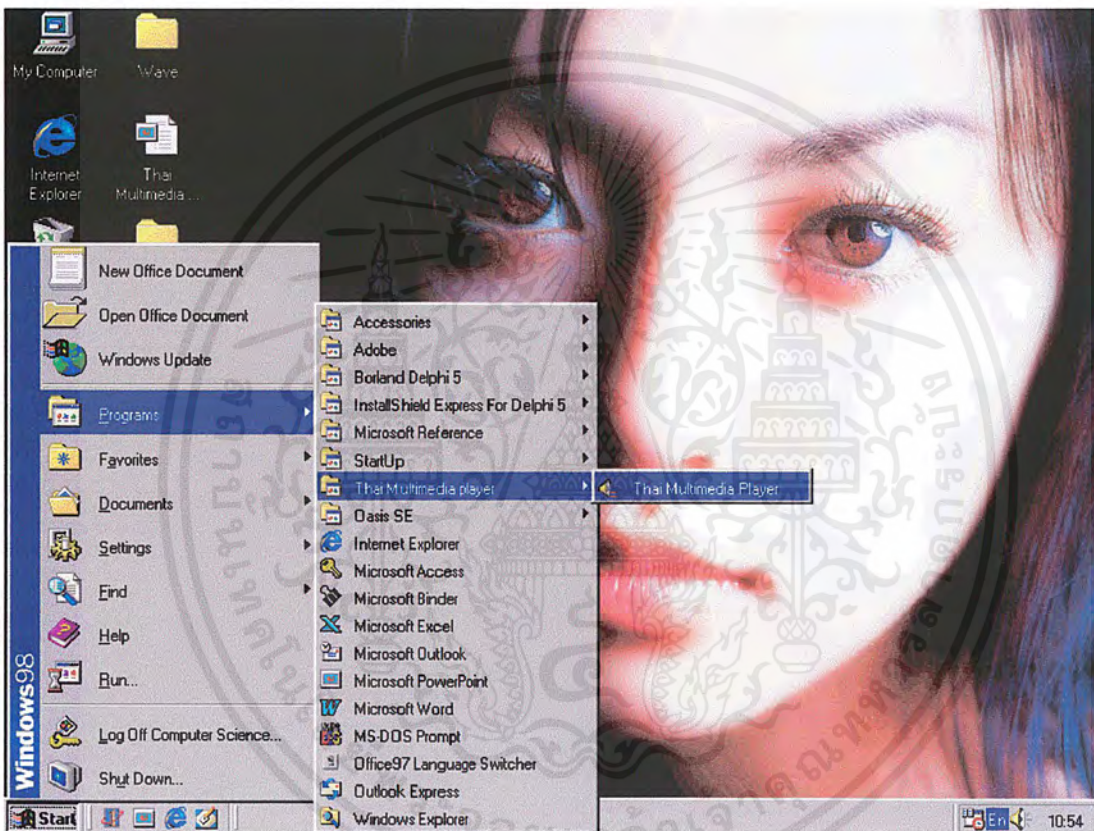 My Computer
Wave
Internet
Explorer
Thai
Multimedia ...
New Office Document
Open Office Document
Windows Update
Programs
Favorites
Documents
Settings
Find
Help
Run...
Log Off Computer Science...
Shut Down...
Windows98
Accessories
Adobe
Borland Delphi 5
InstallShield Express For Delphi 5
Microsoft Reference
StartUp
Thai Multimedia player
Oasis SE
Internet Explorer
Microsoft Access
Microsoft Binder
Microsoft Excel
Microsoft Outlook
Microsoft PowerPoint
Microsoft Word
MS-DOS Prompt
Office97 Language Switcher
Outlook Express
Windows Explorer
Thai Multimedia Player
Start
En
10:54